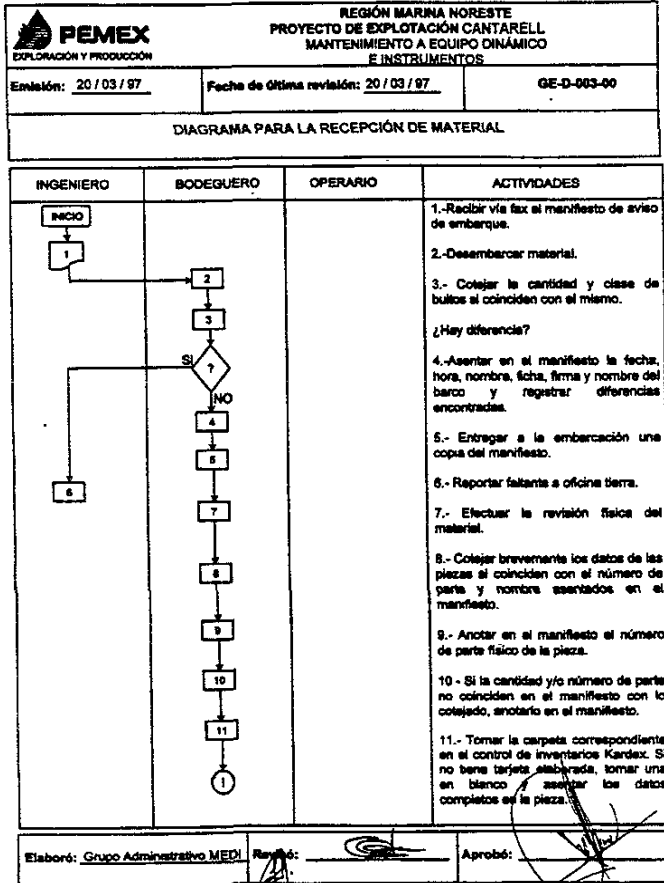 PEMEX
EXPLORACIÓN Y PRODUCCIÓN
REGIÓN MARINA NORESTE
PROYECTO DE EXPLOTACIÓN CANTARELL
MANTENIMIENTO A EQUIPO DINÁMICO
E INSTRUMENTOS
Emisión: 20 / 03 / 97
Fecha de última revisión: 20 / 03 / 97
GE-D-003-00
DIAGRAMA PARA LA RECEPCIÓN DE MATERIAL
INGENIERO
BODEGUERO
OPERARIO
ACTIVIDADES
INICIO
1
2
3
?
SI
NO
4
5
6
7
8
9
10
11
1
1.-Recibir vía fax el manifiesto de aviso
de embarque.
2.-Desembarcar material.
3.- Cotejar la cantidad y clase de
bultos si coinciden con el mismo.
¿Hay diferencia?
4.-Asentar en el manifiesto la fecha,
hora, nombre, ficha, firma y nombre del
barco y registrar diferencias
encontradas.
5.- Entregar a la embarcación una
copia del manifiesto.
6.- Reportar faltante a oficina tierra.
7.- Efectuar la revisión física del
material.
8.- Cotejar brevemente los datos de las
piezas si coinciden con el número de
parte y nombre asentados en el
manifiesto.
9.- Anotar en el manifiesto el número
de parte físico de la pieza.
10 - Si la cantidad y/o número de parte
no coinciden en el manifiesto con lo
cotejado, anotarlo en el manifiesto.
11.- Tomar la carpeta correspondiente
en el control de inventarios Kardex. Si
no tiene tarjeta elaborada, tomar una
en blanco y asentar los datos
completos en la pieza.
Elaboró: Grupo Administrativo MEDI
Revisó:
Aprobó: